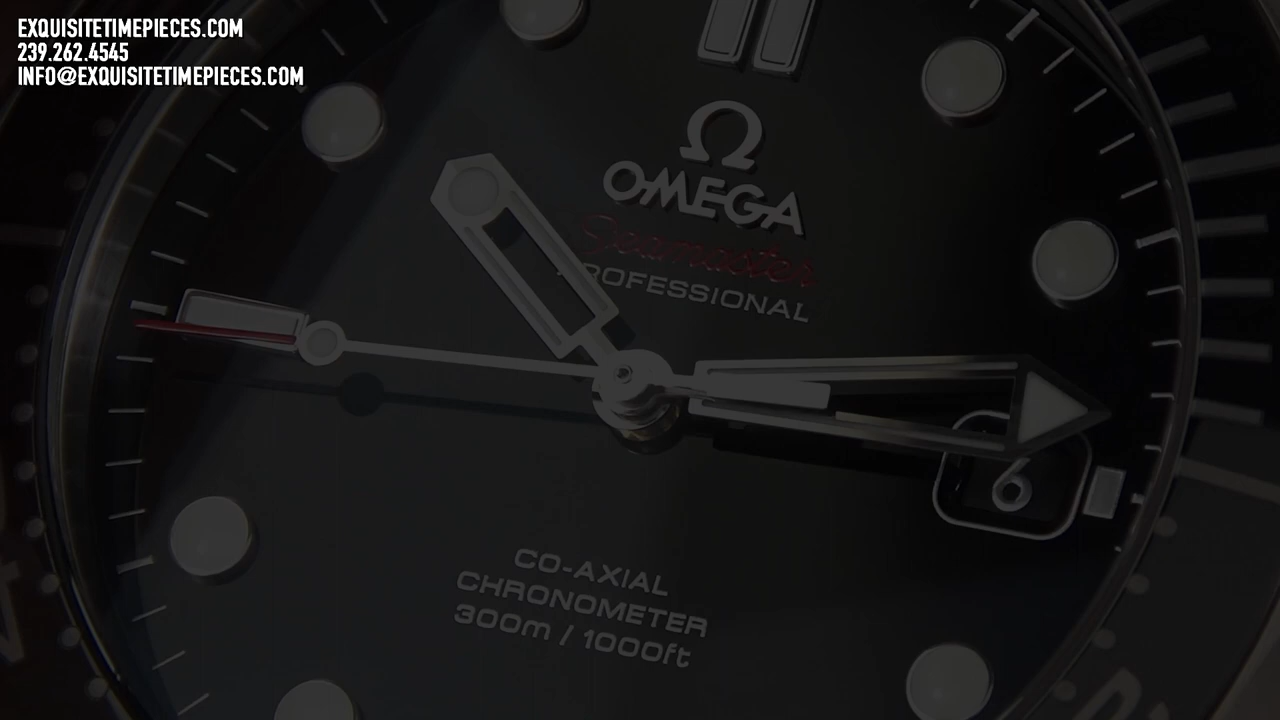 EXQUISITETIMEPIECES.COM
239.262.4545
INFO@EXQUISITETIMEPIECES.COM
Ω
OMEGA
Seamaster
PROFESSIONAL
6
CO-AXIAL
CHRONOMETER
300m / 1000ft